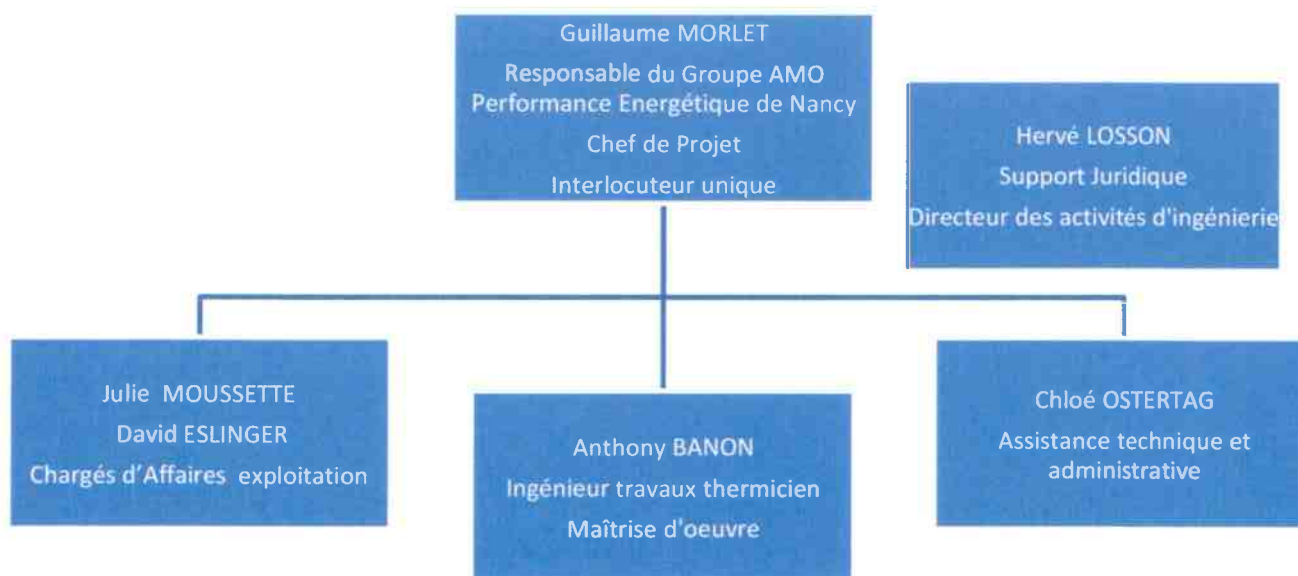 Guillaume MORLET
Responsable du Groupe AMO
Performance Energétique de Nancy
Chef de Projet
Interlocuteur unique
Hervé LOSSON
Support Juridique
Directeur des activités d'ingénierie
Julie MOUSSETTE
David ESLINGER
Chargés d'Affaires exploitation
Anthony BANON
Ingénieur travaux thermicien
Maîtrise d'oeuvre
Chloé OSTERTAG
Assistance technique et
administrative